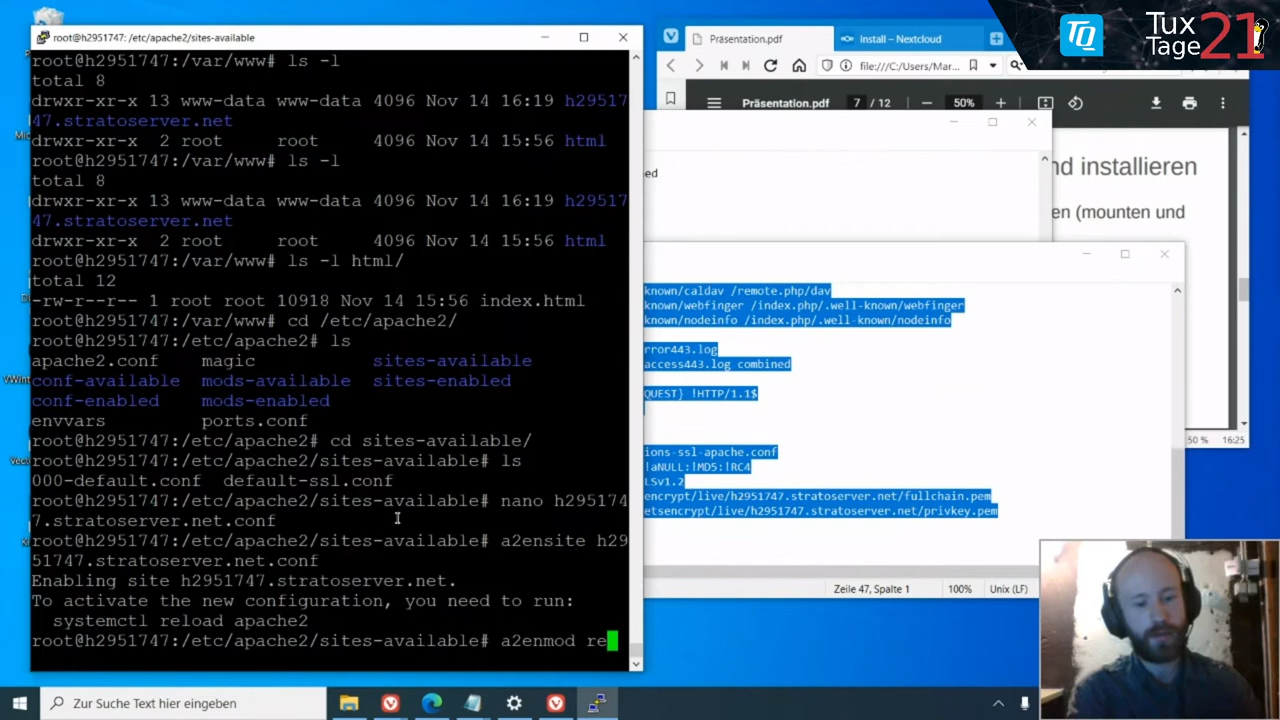 root@h2951747: /etc/apache2/sites-available
root@h2951747:/var/www# ls -l
total 8
drwxr-xr-x 13 www-data www-data 4096 Nov 14 16:19 h29517
47.stratoserver.net
drwxr-xr-x  2 root     root     4096 Nov 14 15:56 html
root@h2951747:/var/www# ls -l
total 8
drwxr-xr-x 13 www-data www-data 4096 Nov 14 16:19 h29517
47.stratoserver.net
drwxr-xr-x  2 root     root     4096 Nov 14 15:56 html
root@h2951747:/var/www# ls -l html/
total 12
-rw-r--r-- 1 root root 10918 Nov 14 15:56 index.html
root@h2951747:/var/www# cd /etc/apache2/
root@h2951747:/etc/apache2# ls
apache2.conf    magic           sites-available
conf-available  mods-available  sites-enabled
conf-enabled    mods-enabled
envvars         ports.conf
root@h2951747:/etc/apache2# cd sites-available/
root@h2951747:/etc/apache2/sites-available# ls
000-default.conf  default-ssl.conf
root@h2951747:/etc/apache2/sites-available# nano h295174
7.stratoserver.net.conf
root@h2951747:/etc/apache2/sites-available# a2ensite h29
51747.stratoserver.net.conf
Enabling site h2951747.stratoserver.net.
To activate the new configuration, you need to run:
  systemctl reload apache2
root@h2951747:/etc/apache2/sites-available# a2enmod re
Präsentation.pdf
Install – Nextcloud
file:///C:/Users/Mar...
Präsentation.pdf 7 / 12 50%
nd installieren
en (mounten und
ed
known/caldav /remote.php/dav
known/webfinger /index.php/.well-known/webfinger
known/nodeinfo /index.php/.well-known/nodeinfo
rror443.log
access443.log combined
QUEST} !HTTP/1.1$
ions-ssl-apache.conf
!aNULL:!MD5:!RC4
LSv1.2
encrypt/live/h2951747.stratoserver.net/fullchain.pem
etsencrypt/live/h2951747.stratoserver.net/privkey.pem
Zeile 47, Spalte 1 100% Unix (LF)
50 % 16:25
TQ
Tux
Tage
21
Zur Suche Text hier eingeben